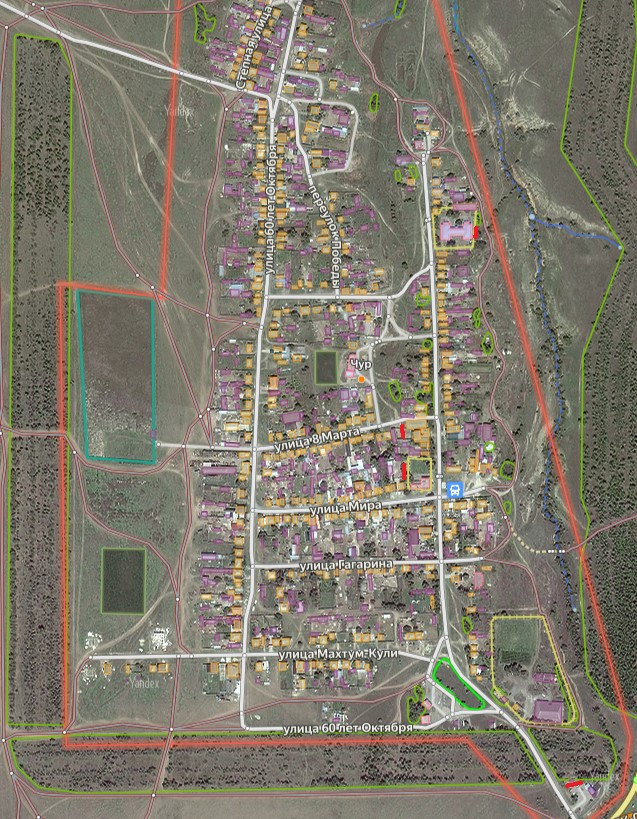 Степная улица
Yandex
улица 60 лет Октября
переулок Победы
Чур
улица 8 Марта
улица Мира
улица Гагарина
улица Махтум-Кули
Yandex
улица 60 лет Октября
Yandex